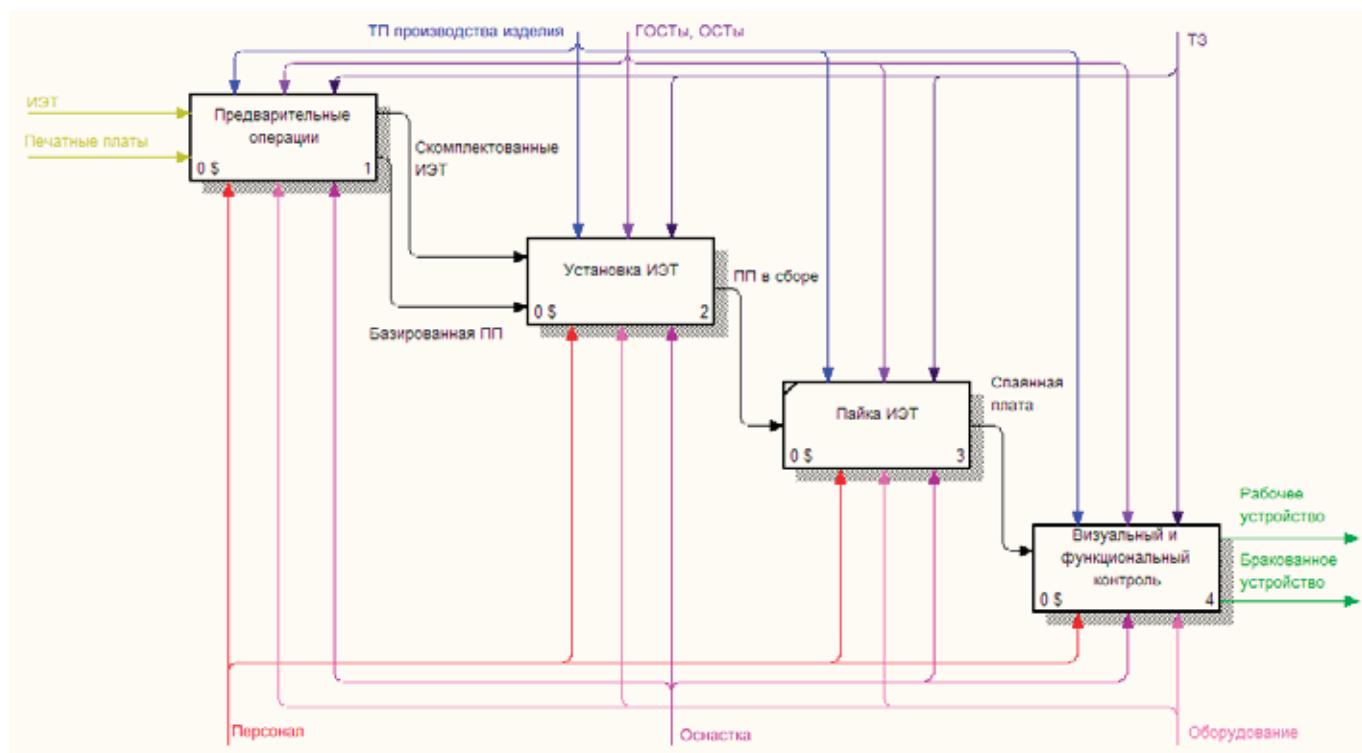 ТП производства изделия
ГОСТы, ОСТы
ТЗ
ИЭТ
Печатные платы
Предварительные
операции
0 $
1
Скомплектованные
ИЭТ
Установка ИЭТ
0 $
2
ПП в сборе
Базированная ПП
Пайка ИЭТ
0 $
3
Спаянная
плата
Визуальный и
функциональный
контроль
0 $
4
Рабочее
устройство
Бракованное
устройство
Персонал
Оснастка
Оборудование